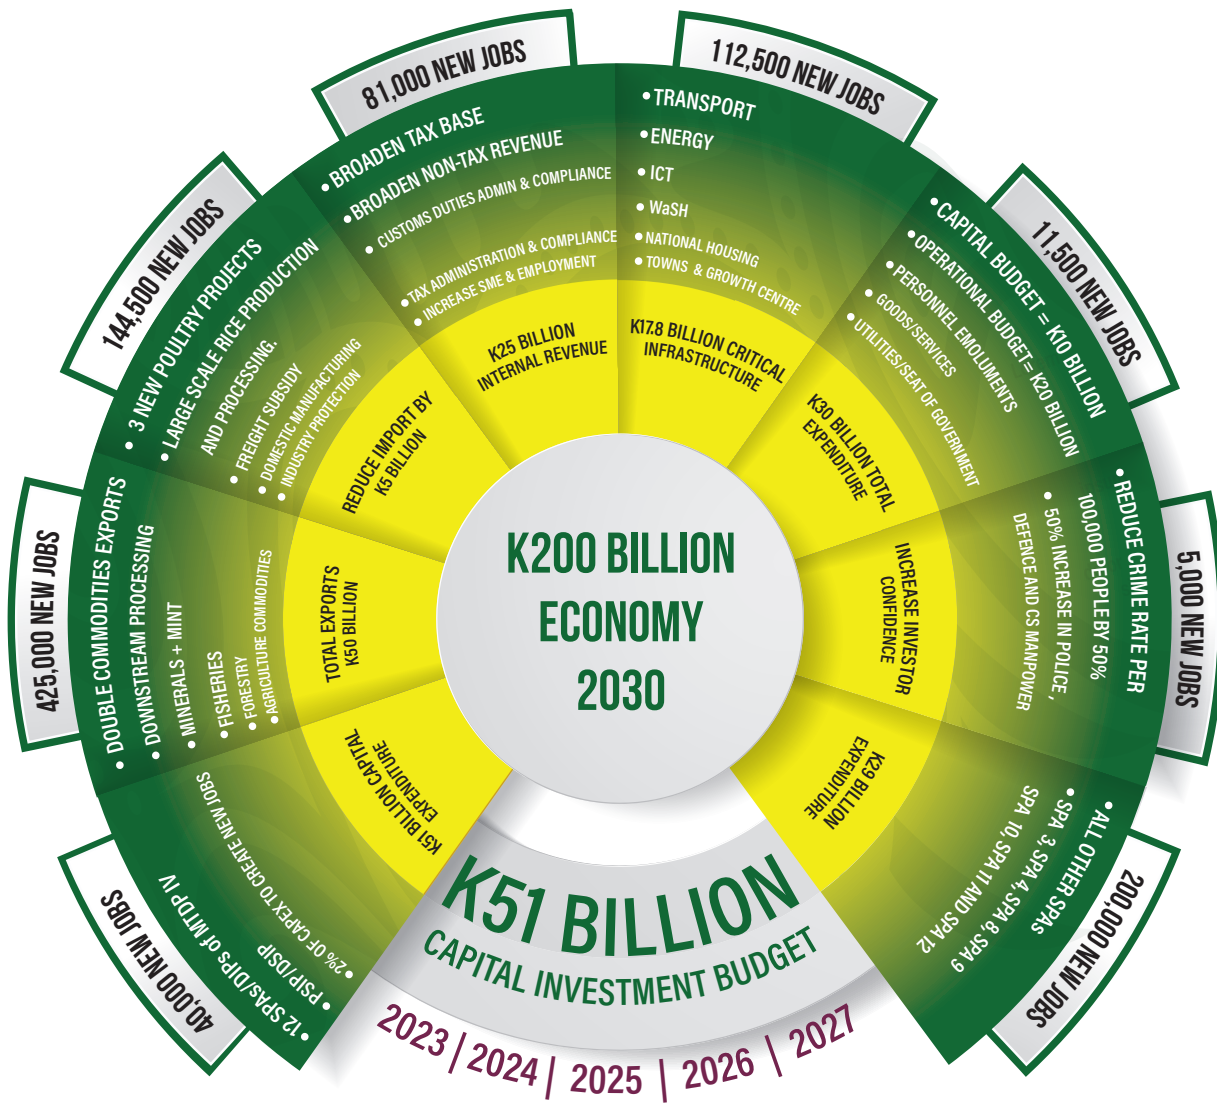 K200 BILLION
ECONOMY
2030
K51 BILLION
CAPITAL INVESTMENT BUDGET
2023 | 2024 | 2025 | 2026 | 2027
40,000 NEW JOBS
• 12 SPAs/DIPs of MTDP IV
• PSIP/DSIP
• 2% OF CAPEX TO CREATE NEW JOBS
K51 BILLION CAPITAL
EXPENDITURE
425,000 NEW JOBS
• DOUBLE COMMODITIES EXPORTS
• DOWNSTREAM PROCESSING
• MINERALS + MINT
• FISHERIES
• FORESTRY
• AGRICULTURE COMMODITIES
TOTAL EXPORTS
K50 BILLION
144,500 NEW JOBS
• 3 NEW POULTRY PROJECTS
• LARGE SCALE RICE PRODUCTION
AND PROCESSING.
• FREIGHT SUBSIDY
• DOMESTIC MANUFACTURING
• INDUSTRY PROTECTION
REDUCE IMPORT BY
K5 BILLION
81,000 NEW JOBS
• BROADEN TAX BASE
• BROADEN NON-TAX REVENUE
• CUSTOMS DUTIES ADMIN & COMPLIANCE
• TAX ADMINISTRATION & COMPLIANCE
• INCREASE SME & EMPLOYMENT
K25 BILLION
INTERNAL REVENUE
112,500 NEW JOBS
• TRANSPORT
• ENERGY
• ICT
• WaSH
• NATIONAL HOUSING
• TOWNS & GROWTH CENTRE
K17.8 BILLION CRITICAL
INFRASTRUCTURE
11,500 NEW JOBS
• CAPITAL BUDGET = K10 BILLION
• OPERATIONAL BUDGET= K20 BILLION
• PERSONNEL EMOLUMENTS
• GOODS/SERVICES
• UTILITIES/SEAT OF GOVERNMENT
K30 BILLION TOTAL
EXPENDITURE
5,000 NEW JOBS
• REDUCE CRIME RATE PER
100,000 PEOPLE BY 50%
• 50% INCREASE IN POLICE,
DEFENCE AND CS MANPOWER
INCREASE INVESTOR
CONFIDENCE
200,000 NEW JOBS
• ALL OTHER SPAs
• SPA 3, SPA 4, SPA 8, SPA 9
SPA 10, SPA 11 AND SPA 12
K29 BILLION
EXPENDITURE